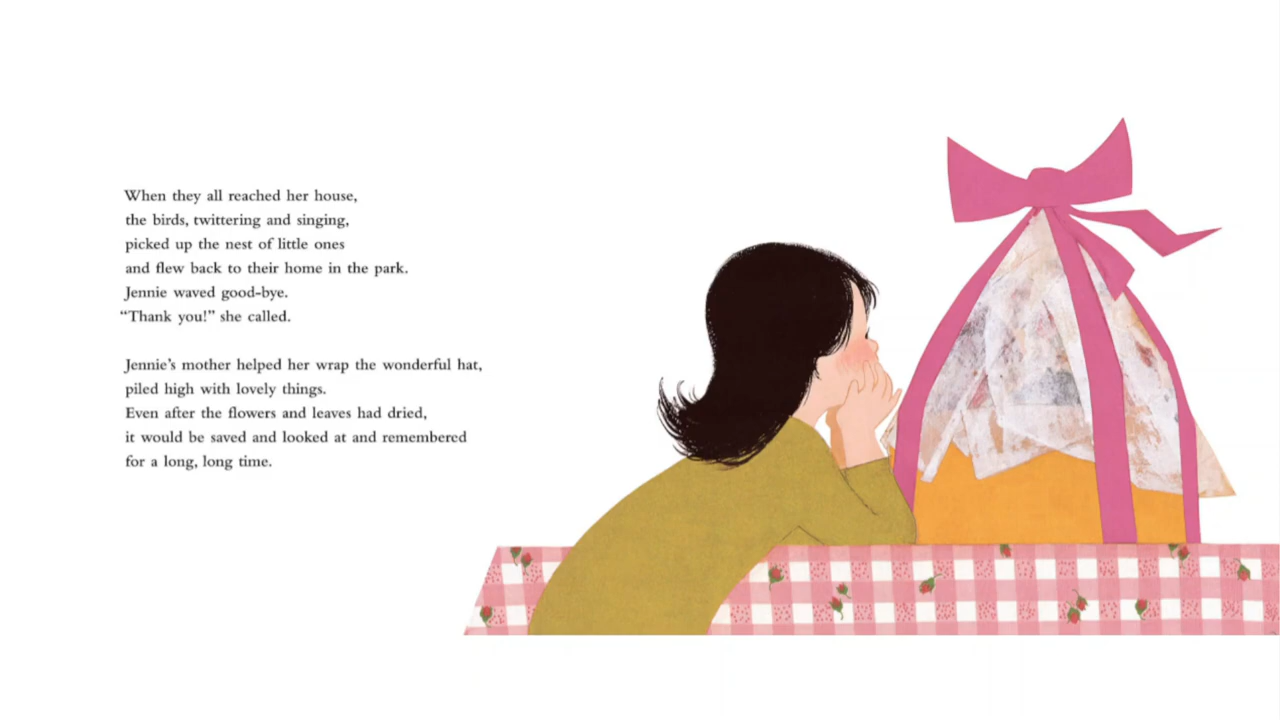 When they all reached her house,
the birds, twittering and singing,
picked up the nest of little ones
and flew back to their home in the park.
Jennie waved good-bye.
“Thank you!” she called.
Jennie’s mother helped her wrap the wonderful hat,
piled high with lovely things.
Even after the flowers and leaves had dried,
it would be saved and looked at and remembered
for a long, long time.